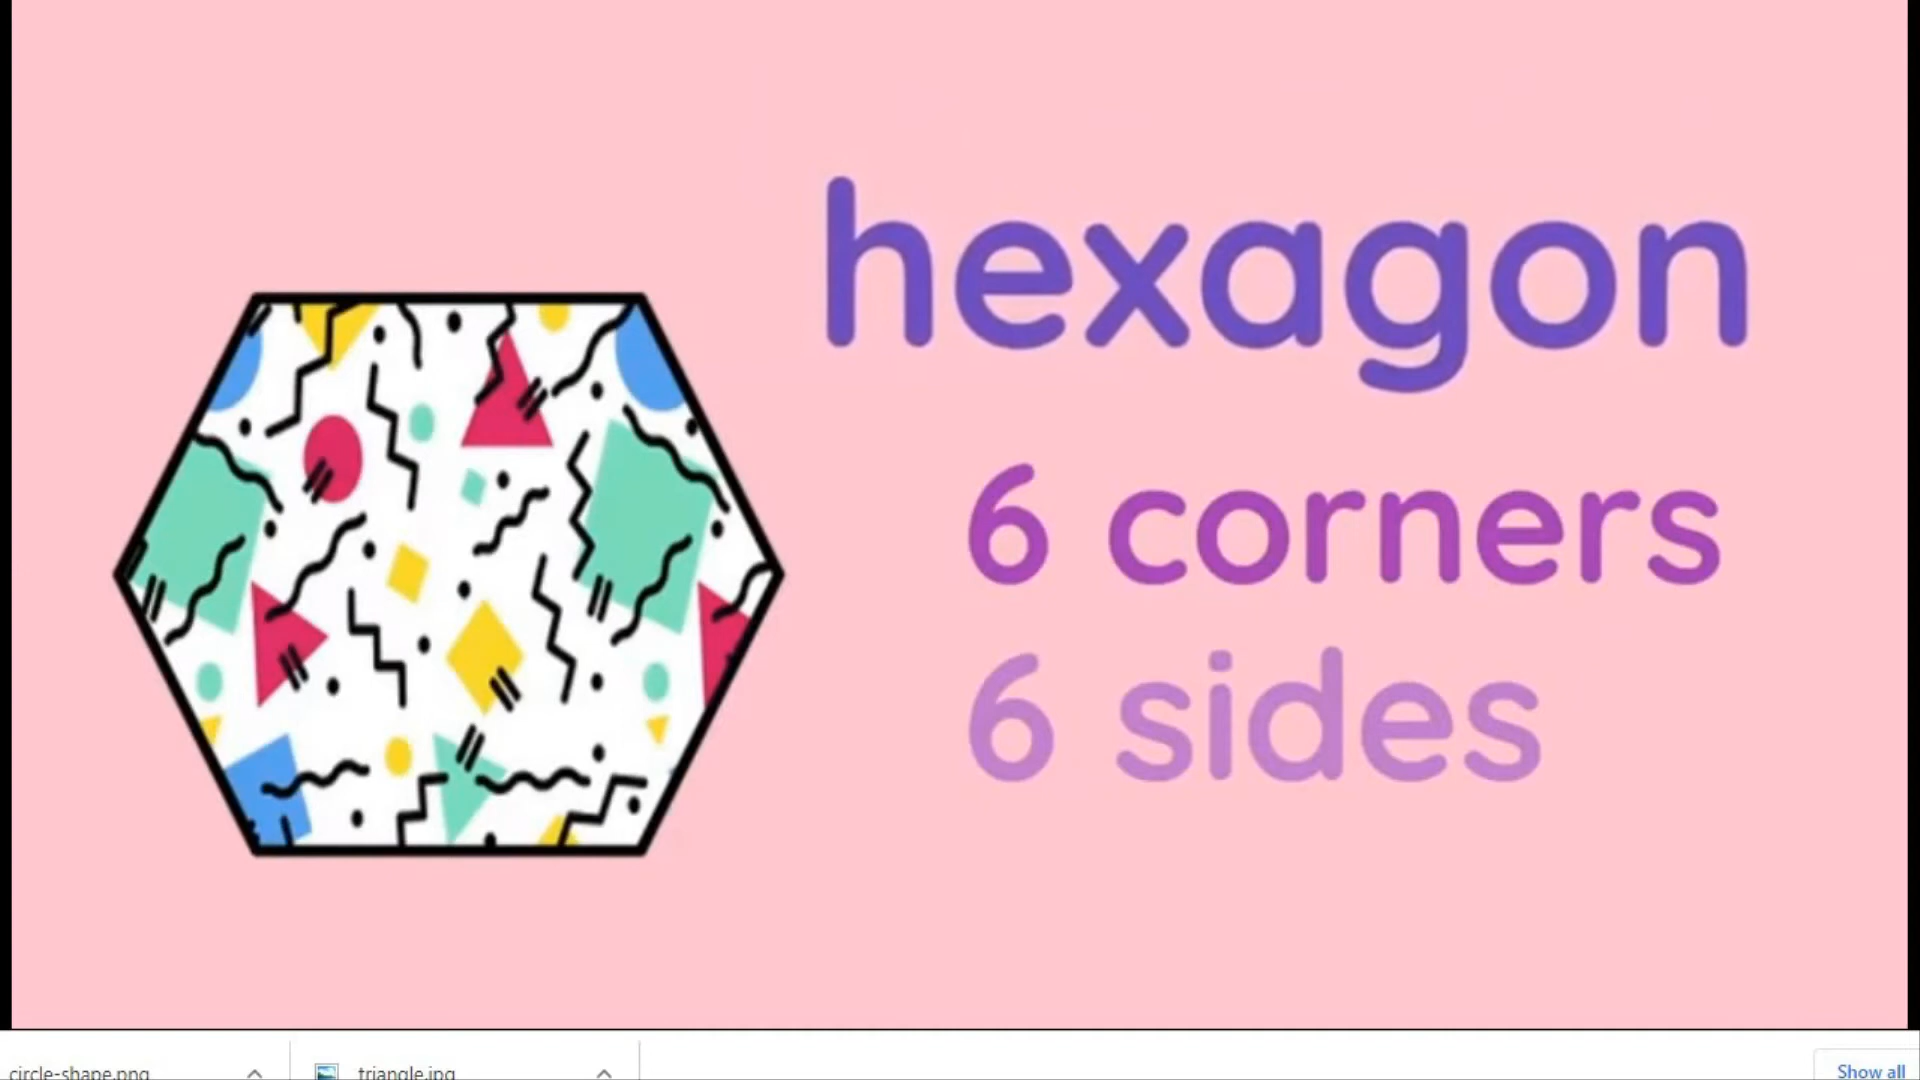 hexagon
6 corners
6 sides
circle-shape.png
triangle.jpg
Show all